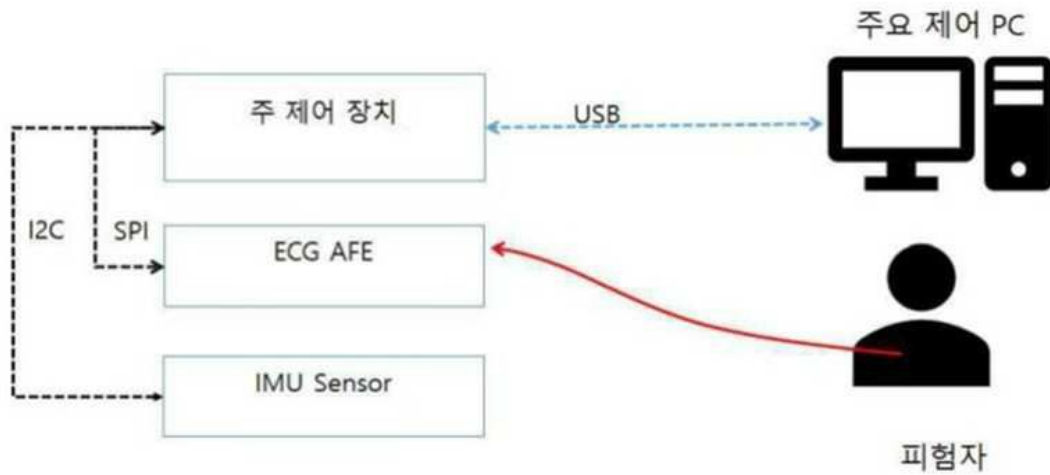 주요 제어 PC
주 제어 장치
USB
I2C
SPI
ECG AFE
IMU Sensor
피험자